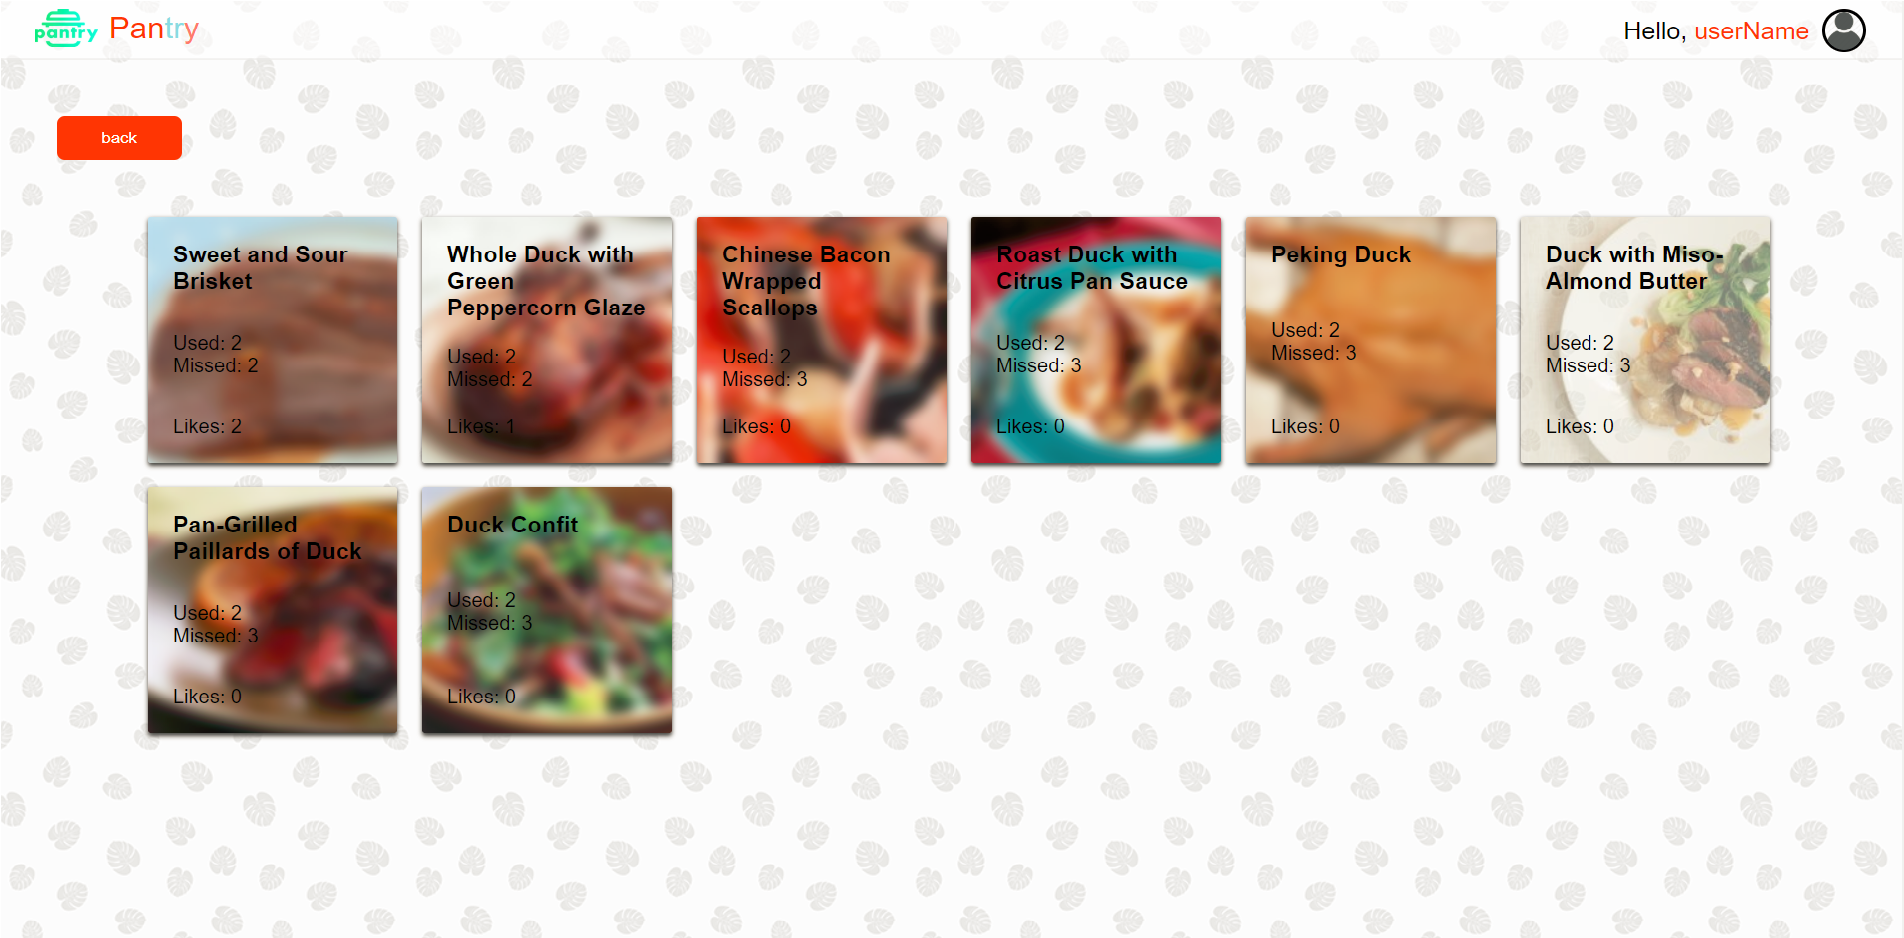 pantry Pantry
Hello, userName
back
Sweet and Sour
Brisket
Used: 2
Missed: 2
Likes: 2
Whole Duck with
Green
Peppercorn Glaze
Used: 2
Missed: 2
Likes: 1
Chinese Bacon
Wrapped
Scallops
Used: 2
Missed: 3
Likes: 0
Roast Duck with
Citrus Pan Sauce
Used: 2
Missed: 3
Likes: 0
Peking Duck
Used: 2
Missed: 3
Likes: 0
Duck with Miso-
Almond Butter
Used: 2
Missed: 3
Likes: 0
Pan-Grilled
Paillards of Duck
Used: 2
Missed: 3
Likes: 0
Duck Confit
Used: 2
Missed: 3
Likes: 0